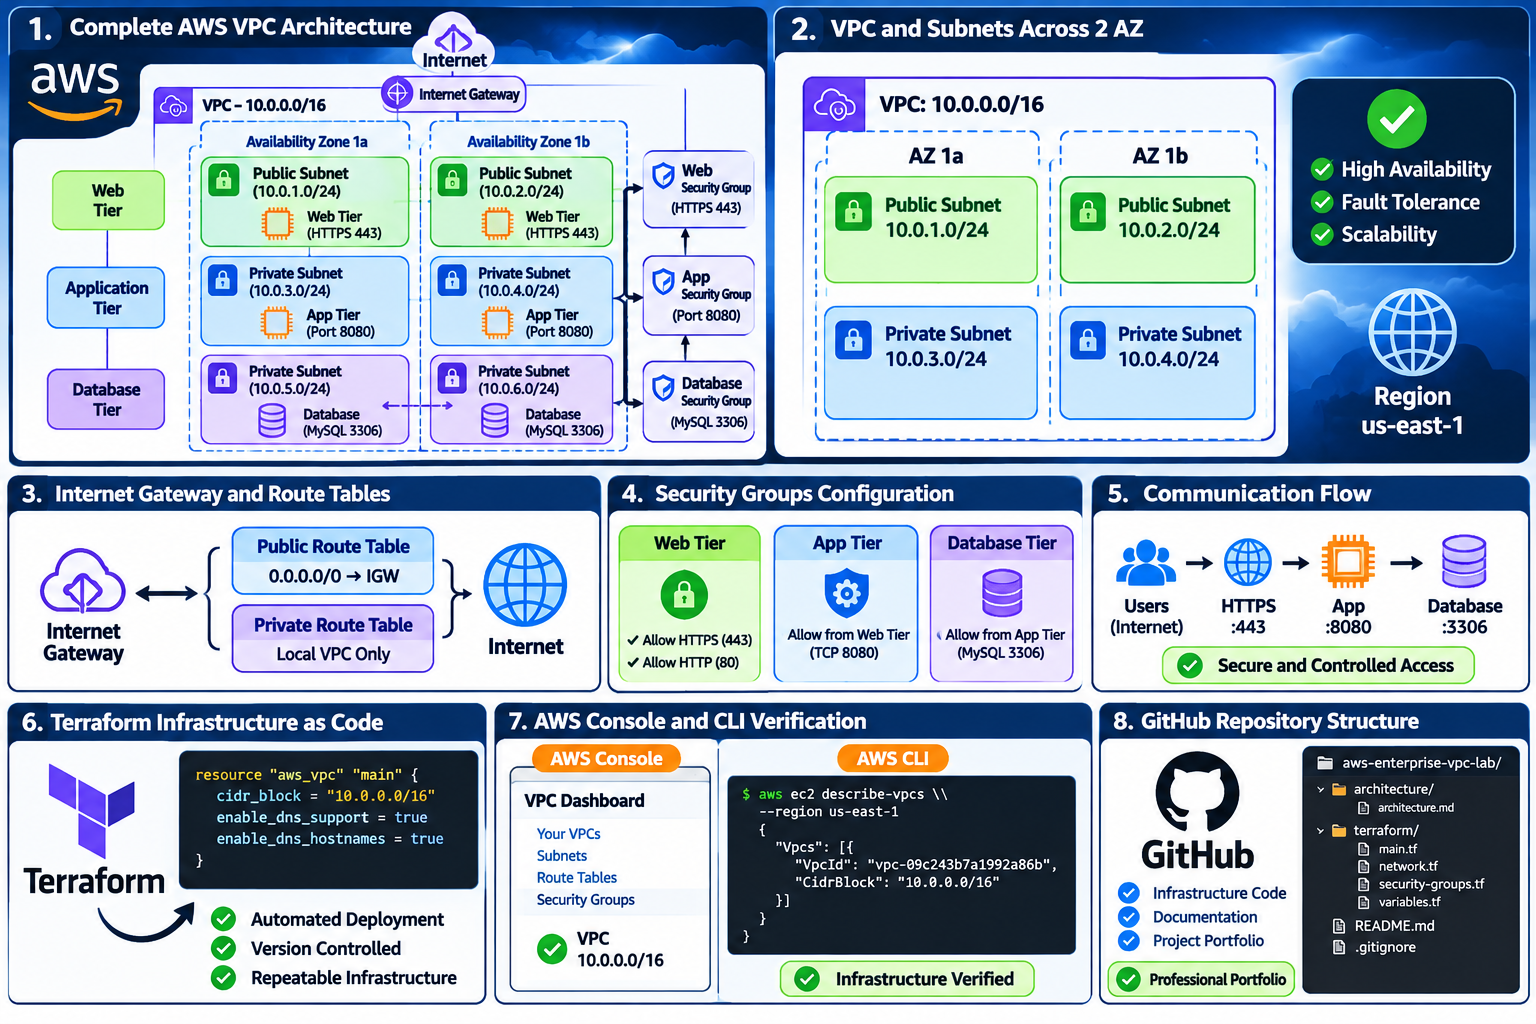 1. Complete AWS VPC Architecture
aws
Internet
Internet Gateway
VPC – 10.0.0.0/16
Availability Zone 1a
Availability Zone 1b
Web
Tier
Application
Tier
Database
Tier
Public Subnet
(10.0.1.0/24)
Web Tier
(HTTPS 443)
Public Subnet
(10.0.2.0/24)
Web Tier
(HTTPS 443)
Private Subnet
(10.0.3.0/24)
App Tier
(Port 8080)
Private Subnet
(10.0.4.0/24)
App Tier
(Port 8080)
Private Subnet
(10.0.5.0/24)
Database
(MySQL 3306)
Private Subnet
(10.0.6.0/24)
Database
(MySQL 3306)
Web
Security Group
(HTTPS 443)
App
Security Group
(Port 8080)
Database
Security Group
(MySQL 3306)
2. VPC and Subnets Across 2 AZ
VPC: 10.0.0.0/16
AZ 1a
AZ 1b
Public Subnet
10.0.1.0/24
Public Subnet
10.0.2.0/24
Private Subnet
10.0.3.0/24
Private Subnet
10.0.4.0/24
High Availability
Fault Tolerance
Scalability
Region
us-east-1
3. Internet Gateway and Route Tables
Internet
Gateway
Public Route Table
0.0.0.0/0 → IGW
Private Route Table
Local VPC Only
Internet
4. Security Groups Configuration
Web Tier
✓ Allow HTTPS (443)
✓ Allow HTTP (80)
App Tier
Allow from Web Tier
(TCP 8080)
Database Tier
Allow from App Tier
(MySQL 3306)
5. Communication Flow
Users
(Internet)
HTTPS
:443
App
:8080
Database
:3306
Secure and Controlled Access
6. Terraform Infrastructure as Code
Terraform
resource "aws_vpc" "main" {
cidr_block = "10.0.0.0/16"
enable_dns_support = true
enable_dns_hostnames = true
}
Automated Deployment
Version Controlled
Repeatable Infrastructure
7. AWS Console and CLI Verification
AWS Console
VPC Dashboard
Your VPCs
Subnets
Route Tables
Security Groups
VPC
10.0.0.0/16
AWS CLI
$ aws ec2 describe-vpcs \\
--region us-east-1
{
"Vpcs": [{
"VpcId": "vpc-09c243b7a1992a86b",
"CidrBlock": "10.0.0.0/16"
}]
}
}
Infrastructure Verified
8. GitHub Repository Structure
GitHub
Infrastructure Code
Documentation
Project Portfolio
Professional Portfolio
aws-enterprise-vpc-lab/
architecture/
architecture.md
terraform/
main.tf
network.tf
security-groups.tf
variables.tf
README.md
.gitignore